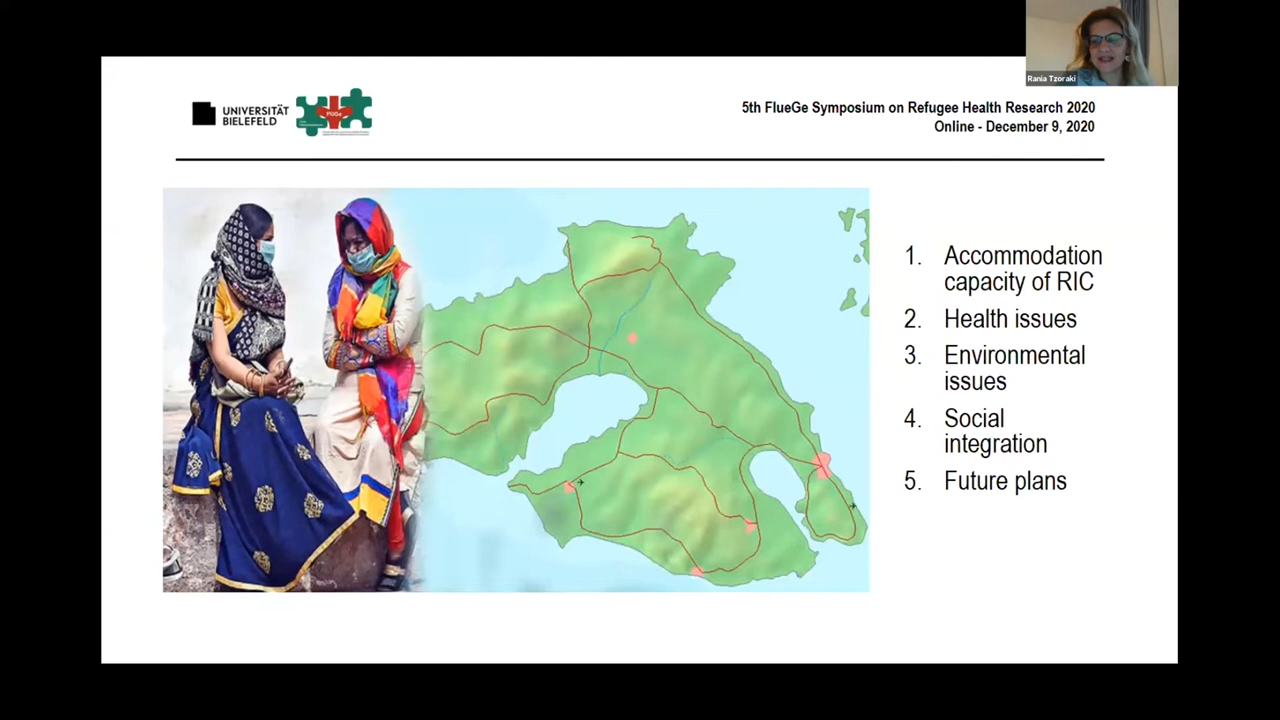 Rania Tzoraki
UNIVERSITÄT
BIELEFELD
FlüGe
5th FlueGe Symposium on Refugee Health Research 2020
Online - December 9, 2020
1. Accommodation
capacity of RIC
2. Health issues
3. Environmental
issues
4. Social
integration
5. Future plans